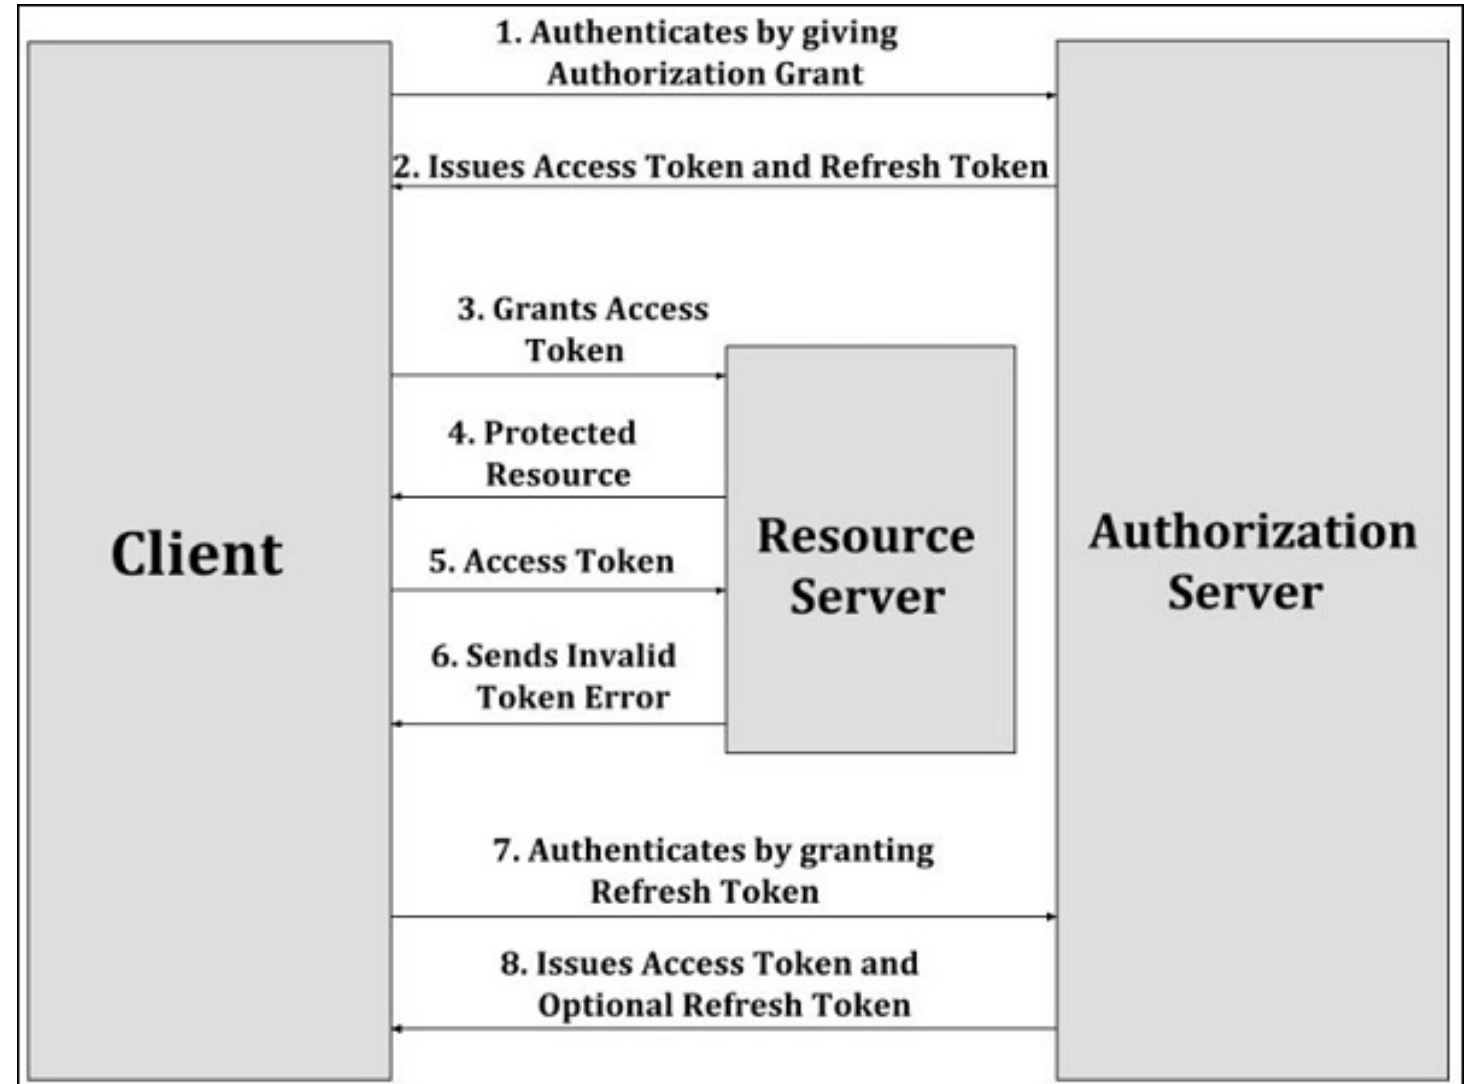 1. Authenticates by giving
Authorization Grant
2. Issues Access Token and Refresh Token
3. Grants Access
Token
4. Protected
Resource
Client
Resource
Server
Authorization
Server
5. Access Token
6. Sends Invalid
Token Error
7. Authenticates by granting
Refresh Token
8. Issues Access Token and
Optional Refresh Token